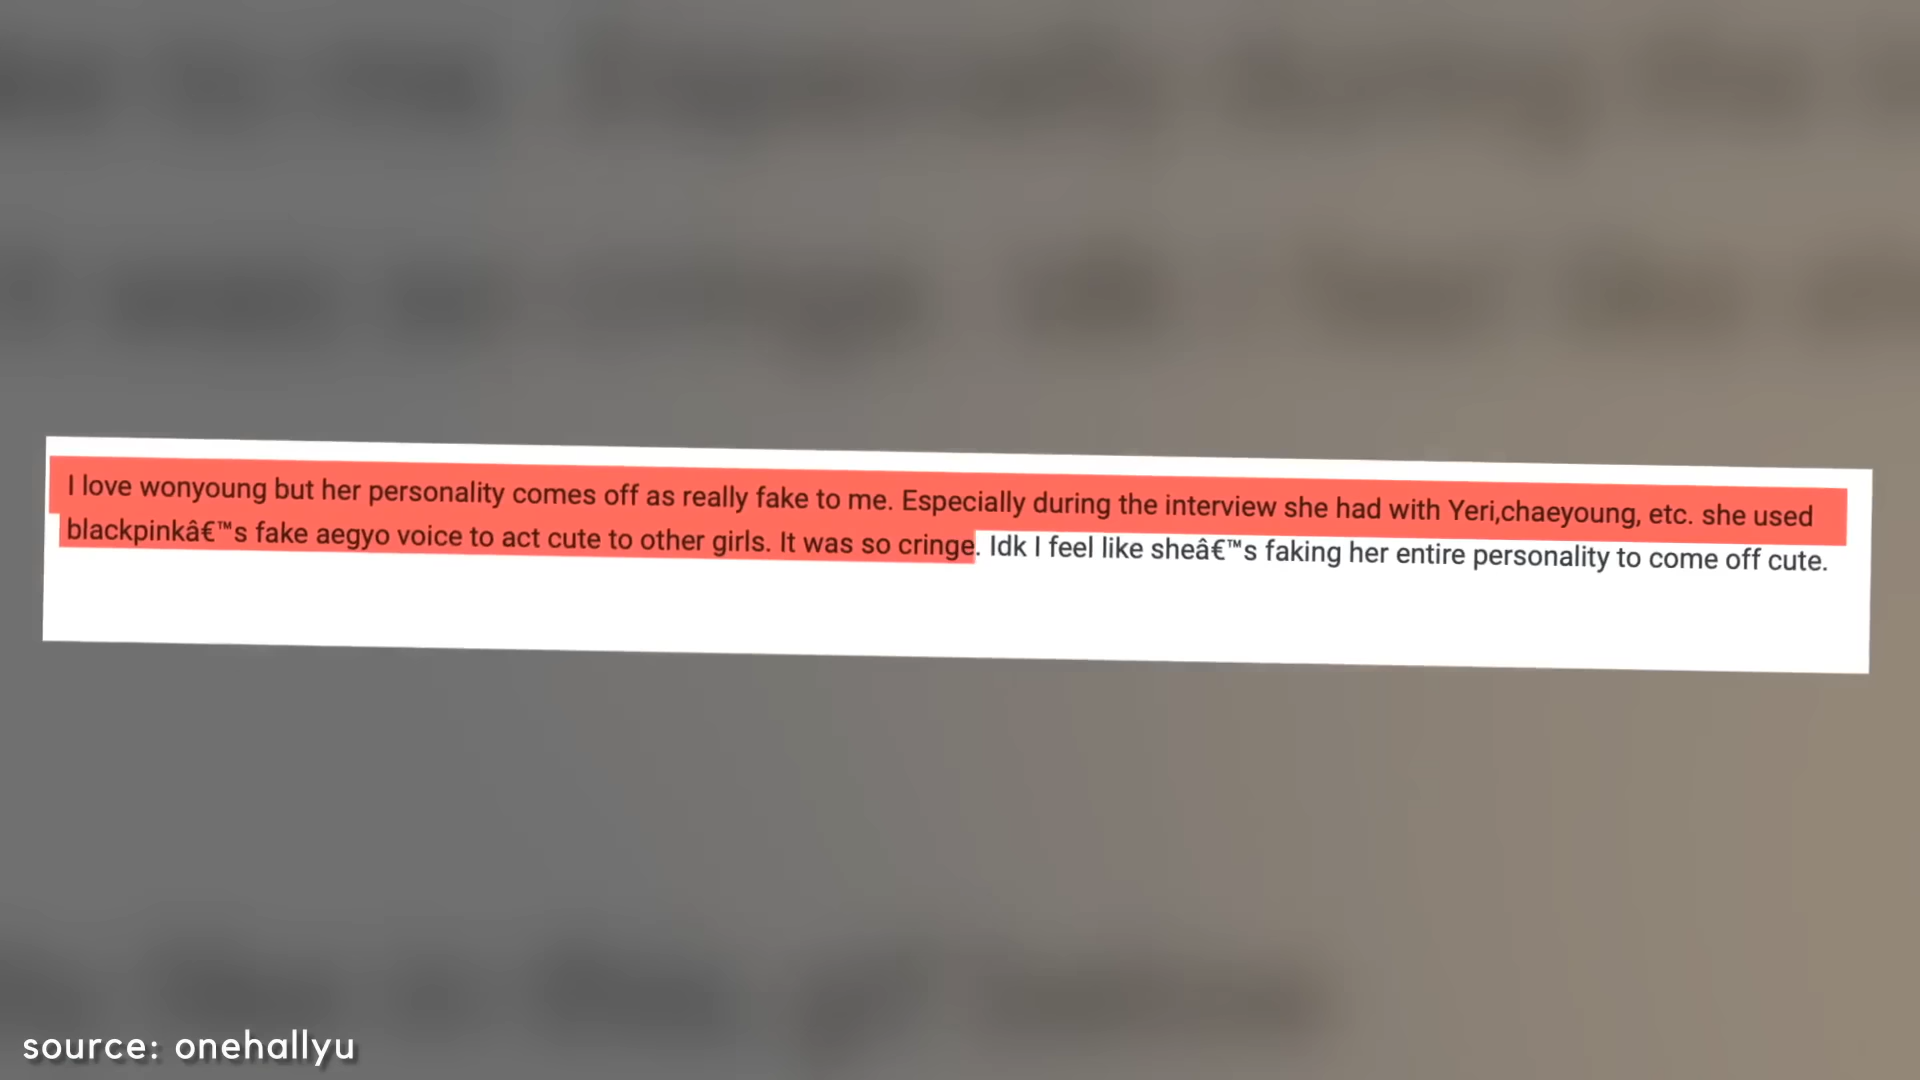 I love wonyoung but her personality comes off as really fake to me. Especially during the interview she had with Yeri,chaeyoung, etc. she used
blackpinkâ€™s fake aegyo voice to act cute to other girls. It was so cringe. Idk I feel like sheâ€™s faking her entire personality to come off cute.
source: onehallyu